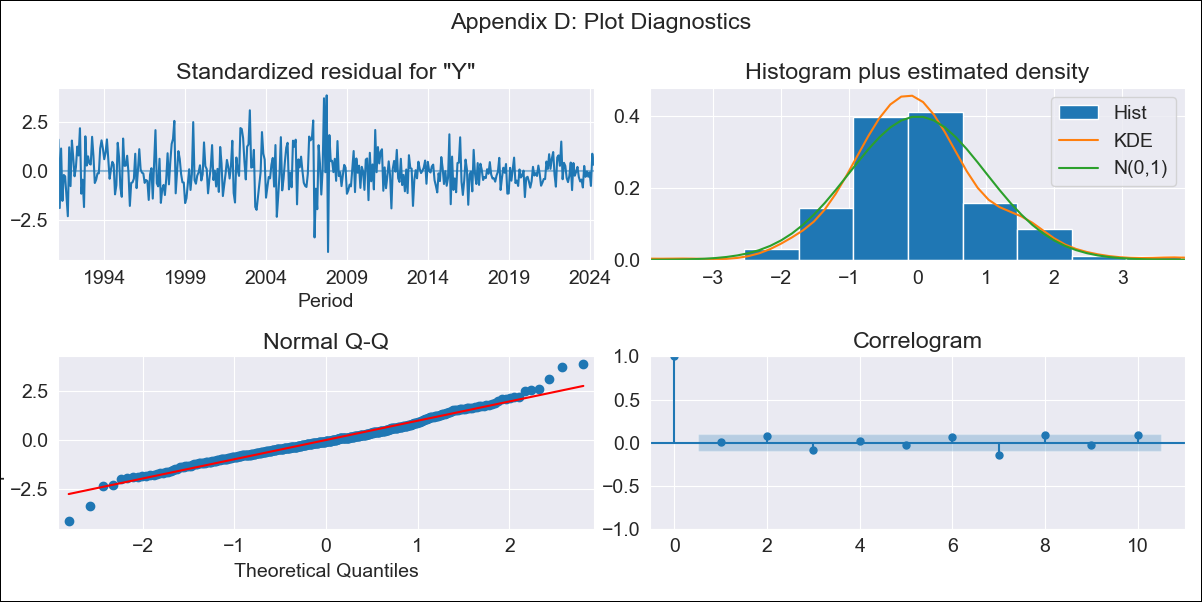 Appendix D: Plot Diagnostics
Standardized residual for "Y"
2.5
0.0
−2.5
1994 1999 2004 2009 2014 2019 2024
Period
Histogram plus estimated density
0.4
0.2
0.0
Hist
KDE
N(0,1)
−3 −2 −1 0 1 2 3
Normal Q-Q
2.5
0.0
−2.5
−2 −1 0 1 2
Theoretical Quantiles
Correlogram
1.0
0.5
0.0
−0.5
−1.0
0 2 4 6 8 10